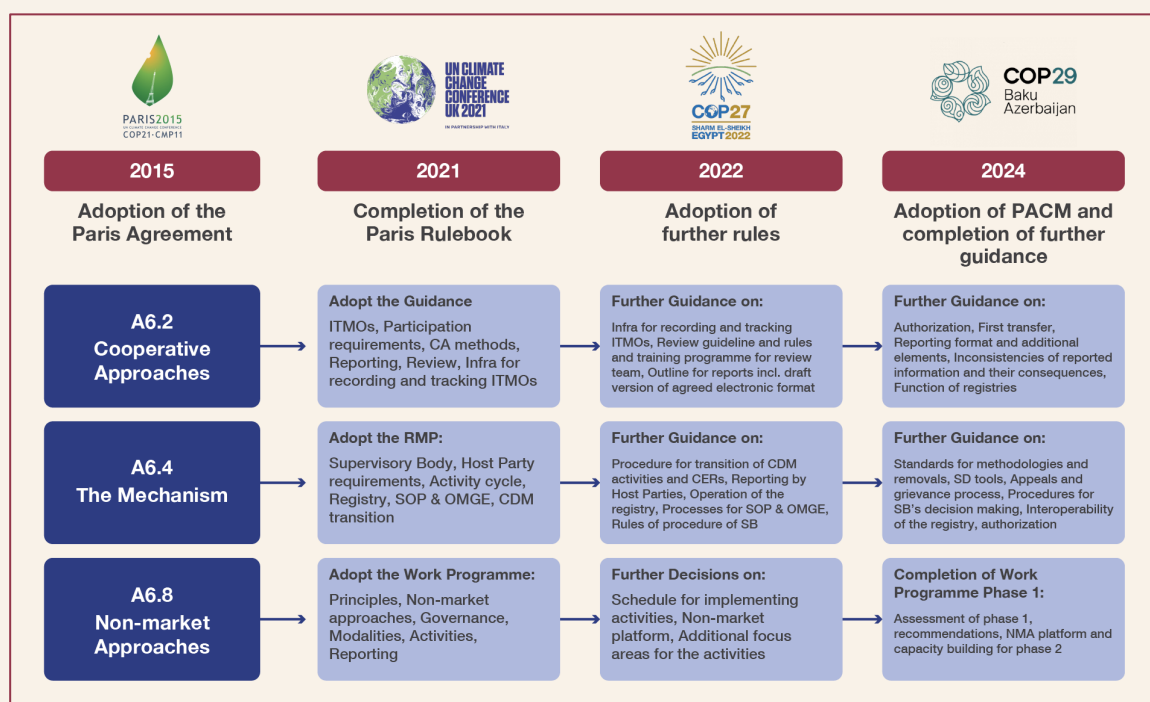 PARIS2015
UN CLIMATE CHANGE CONFERENCE
COP21·CMP11
UN CLIMATE
CHANGE
CONFERENCE
UK 2021
IN PARTNERSHIP WITH ITALY
COP27
SHARM EL-SHEIKH
EGYPT2022
COP29
Baku
Azerbaijan
2015
2021
2022
2024
Adoption of the
Paris Agreement
Completion of the
Paris Rulebook
Adoption of
further rules
Adoption of PACM and
completion of further
guidance
A6.2
Cooperative
Approaches
Adopt the Guidance
ITMOs, Participation
requirements, CA methods,
Reporting, Review, Infra for
recording and tracking ITMOs
Further Guidance on:
Infra for recording and tracking
ITMOs, Review guideline and rules
and training programme for review
team, Outline for reports incl. draft
version of agreed electronic format
Further Guidance on:
Authorization, First transfer,
Reporting format and additional
elements, Inconsistencies of reported
information and their consequences,
Function of registries
A6.4
The Mechanism
Adopt the RMP:
Supervisory Body, Host Party
requirements, Activity cycle,
Registry, SOP & OMGE, CDM
transition
Further Guidance on:
Procedure for transition of CDM
activities and CERs, Reporting by
Host Parties, Operation of the
registry, Processes for SOP & OMGE,
Rules of procedure of SB
Further Guidance on:
Standards for methodologies and
removals, SD tools, Appeals and
grievance process, Procedures for
SB's decision making, Interoperability
of the registry, authorization
A6.8
Non-market
Approaches
Adopt the Work Programme:
Principles, Non-market
approaches, Governance,
Modalities, Activities,
Reporting
Further Decisions on:
Schedule for implementing
activities, Non-market
platform, Additional focus
areas for the activities
Completion of Work
Programme Phase 1:
Assessment of phase 1,
recommendations, NMA platform and
capacity building for phase 2